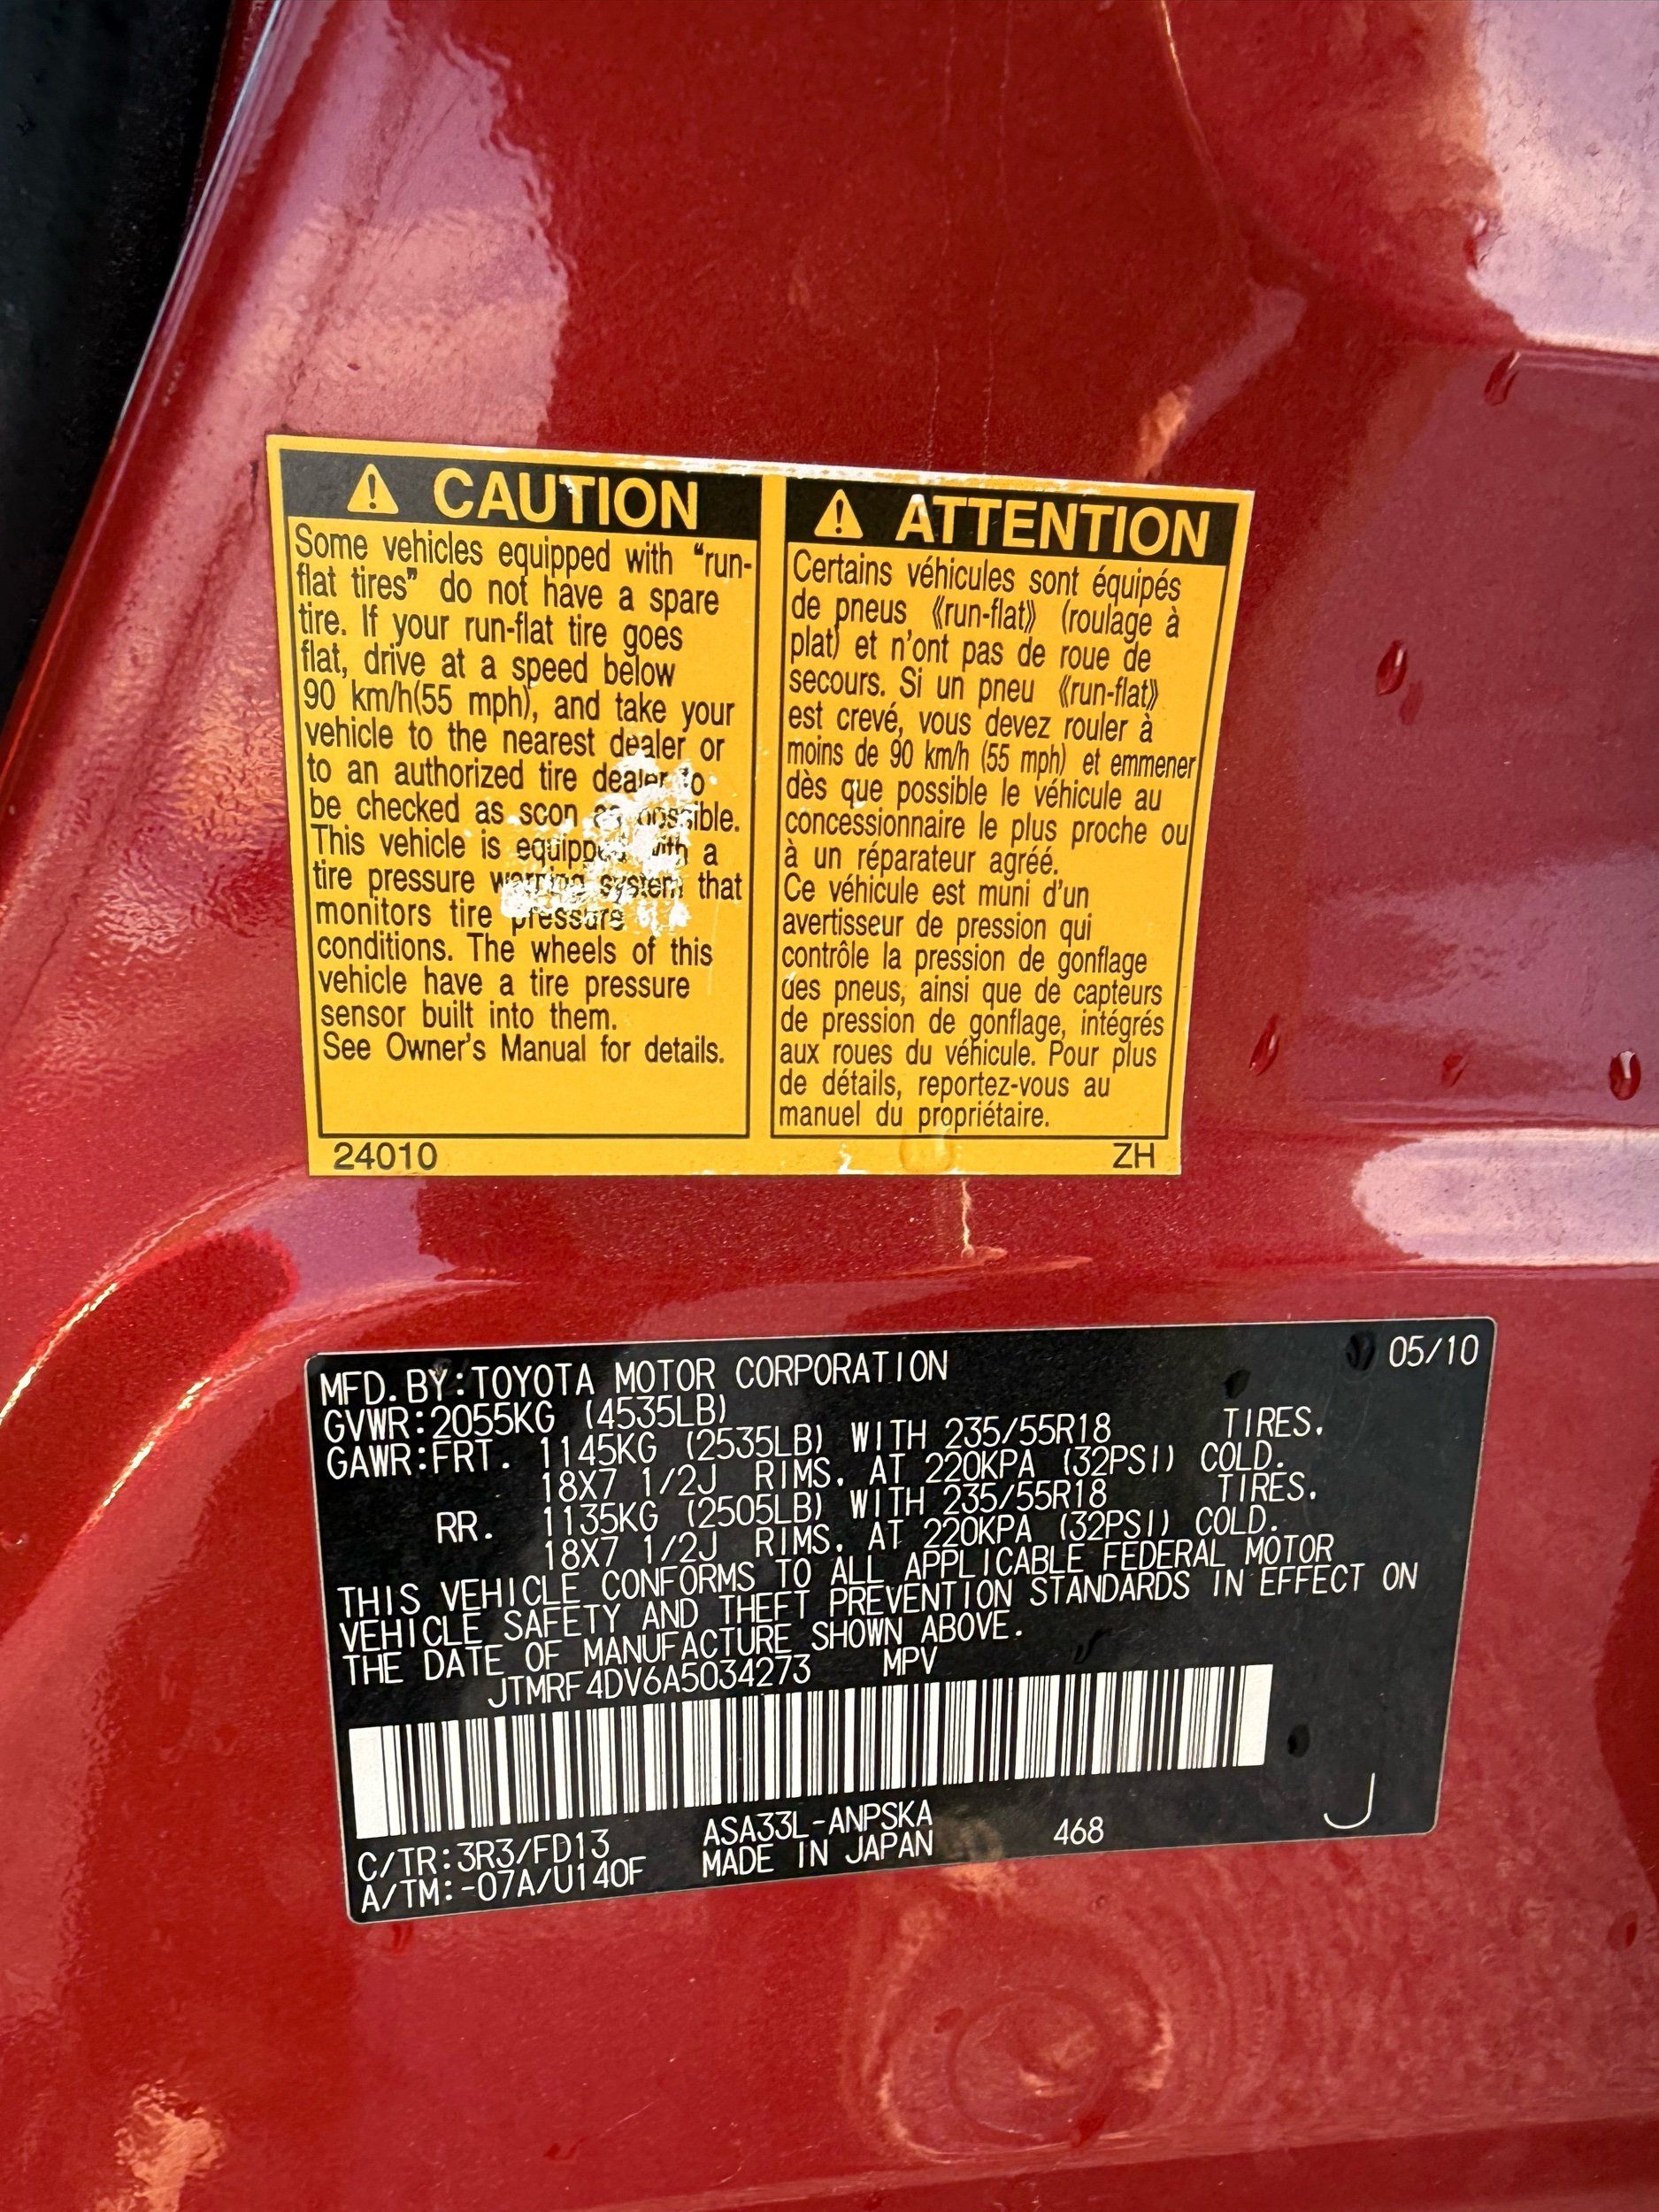 CAUTION
Some vehicles equipped with "run-
flat tires" do not have a spare
tire. If your run-flat tire goes
flat, drive at a speed below
90 km/h(55 mph), and take your
vehicle to the nearest dealer or
to an authorized tire dealer to
be checked as soon as possible.
This vehicle is equipped with a
tire pressure warning system that
monitors tire pressure
conditions. The wheels of this
vehicle have a tire pressure
sensor built into them.
See Owner's Manual for details.
24010
ATTENTION
Certains véhicules sont équipés
de pneus 《run-flat》 (roulage à
plat) et n'ont pas de roue de
secours. Si un pneu 《run-flat》
est crevé, vous devez rouler à
moins de 90 km/h (55 mph) et emmener
dès que possible le véhicule au
concessionnaire le plus proche ou
à un réparateur agréé.
Ce véhicule est muni d'un
avertisseur de pression qui
contrôle la pression de gonflage
des pneus, ainsi que de capteurs
de pression de gonflage, intégrés
aux roues du véhicule. Pour plus
de détails, reportez-vous au
manuel du propriétaire.
ZH
MFD. BY:TOYOTA MOTOR CORPORATION 05/10
GVWR:2055KG (4535LB)
GAWR:FRT. 1145KG (2535LB) WITH 235/55R18 TIRES.
18X7 1/2J RIMS, AT 220KPA (32PSI) COLD.
RR. 1135KG (2505LB) WITH 235/55R18 TIRES.
18X7 1/2J RIMS, AT 220KPA (32PSI) COLD.
THIS VEHICLE CONFORMS TO ALL APPLICABLE FEDERAL MOTOR
VEHICLE SAFETY AND THEFT PREVENTION STANDARDS IN EFFECT ON
THE DATE OF MANUFACTURE SHOWN ABOVE.
JTMRF4DV6A5034273 MPV
C/TR:3R3/FD13 ASA33L-ANPSKA 468 J
A/TM:-07A/U140F MADE IN JAPAN